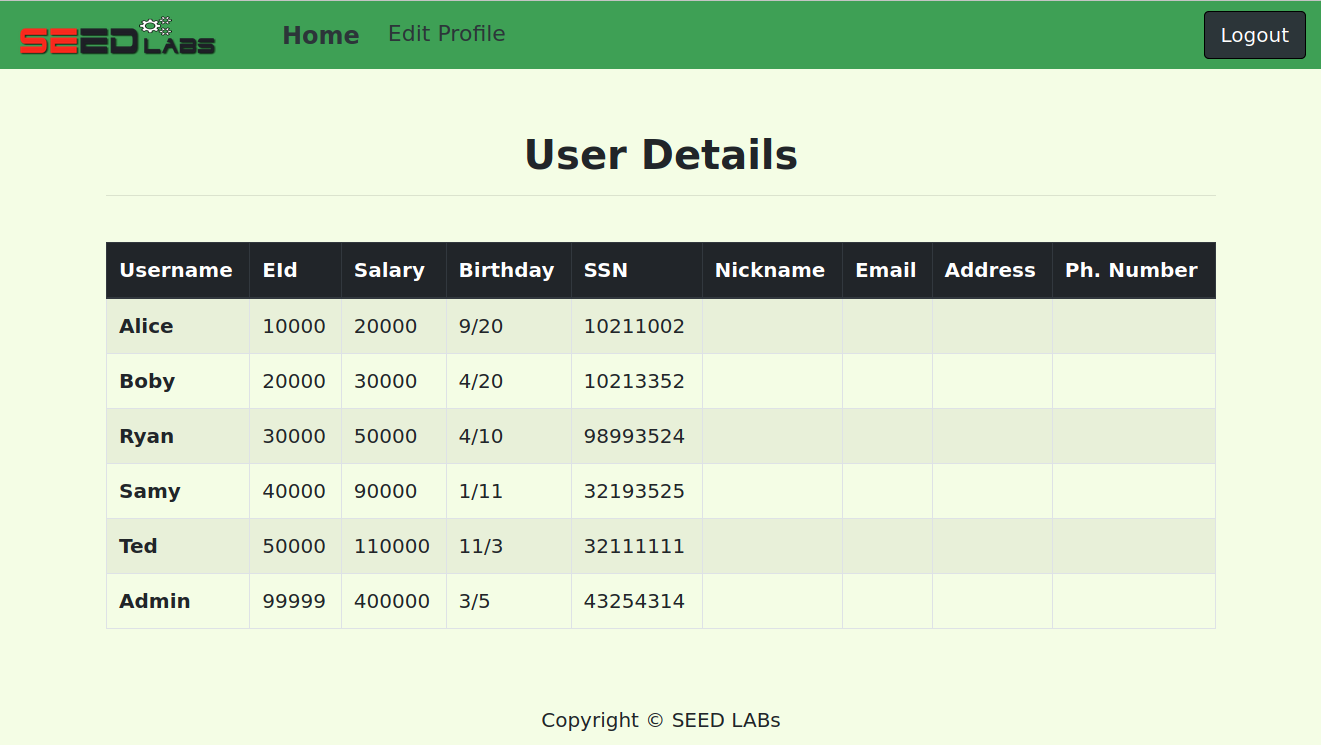 SEED LABS Home Edit Profile Logout
User Details
Username EId Salary Birthday SSN Nickname Email Address Ph. Number
Alice 10000 20000 9/20 10211002
Boby 20000 30000 4/20 10213352
Ryan 30000 50000 4/10 98993524
Samy 40000 90000 1/11 32193525
Ted 50000 110000 11/3 32111111
Admin 99999 400000 3/5 43254314
Copyright © SEED LABs